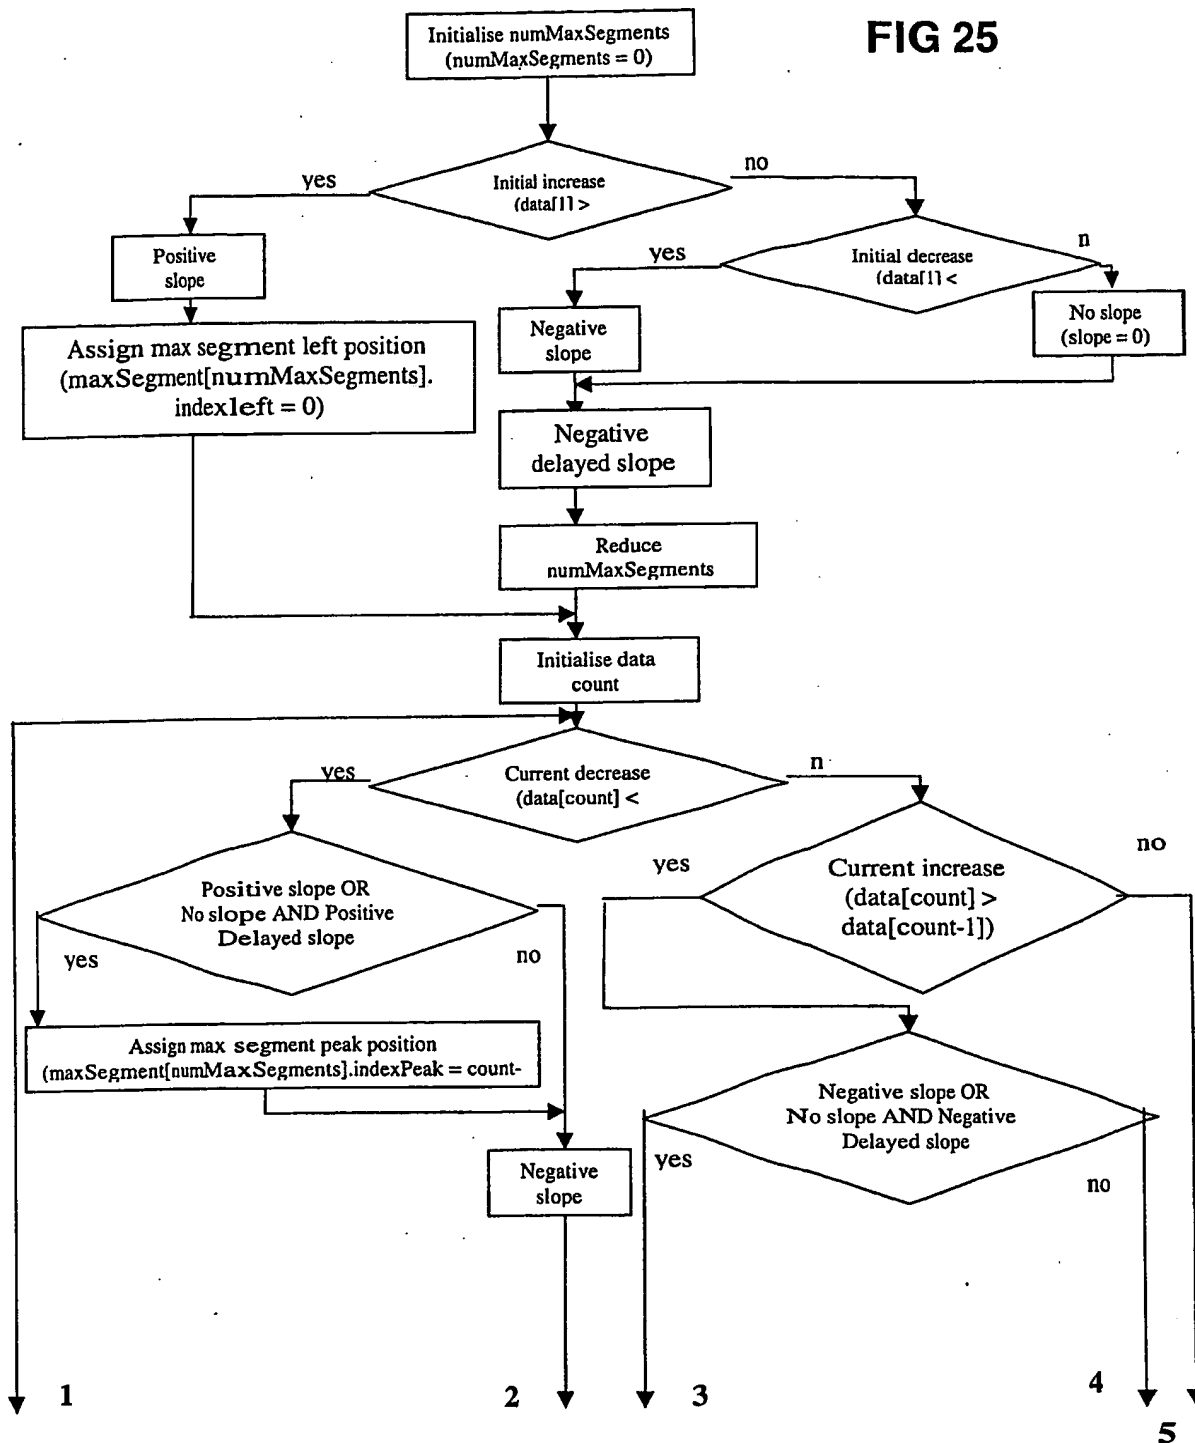 FIG 25
Initialise numMaxSegments
(numMaxSegments = 0)
yes
Initial increase
(data[1] >
no
Positive
slope
yes
Initial decrease
(data[1] <
n
Assign max segment left position
(maxSegment[numMaxSegments].
indexleft = 0)
Negative
slope
No slope
(slope = 0)
Negative
delayed slope
Reduce
numMaxSegments
Initialise data
count
yes
Current decrease
(data[count] <
n
Positive slope OR
No slope AND Positive
Delayed slope
yes
no
yes
Current increase
(data[count] >
data[count-1])
no
Assign max segment peak position
(maxSegment[numMaxSegments].indexPeak = count-
Negative slope OR
No slope AND Negative
Delayed slope
yes
no
Negative
slope
1
2
3
4
5